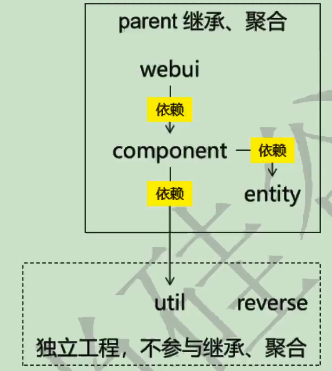 parent 继承、聚合
webui
依赖
component
依赖
依赖
entity
util
reverse
独立工程，不参与继承、聚合